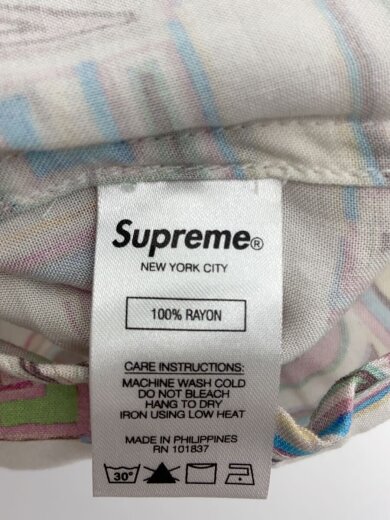 Supreme®
NEW YORK CITY
100% RAYON
CARE INSTRUCTIONS:
MACHINE WASH COLD
DO NOT BLEACH
HANG TO DRY
IRON USING LOW HEAT
MADE IN PHILIPPINES
RN 101837
30°